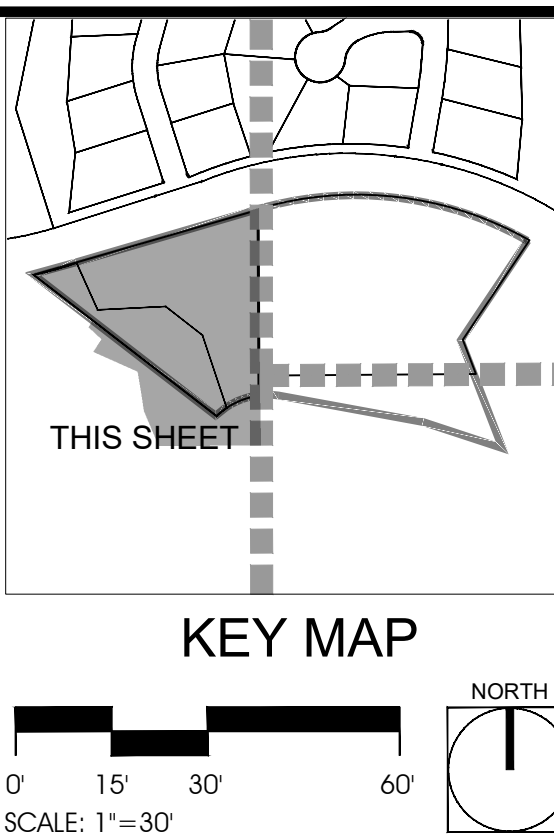 THIS SHEET
KEY MAP
NORTH
0' 15' 30' 60'
SCALE: 1"=30'